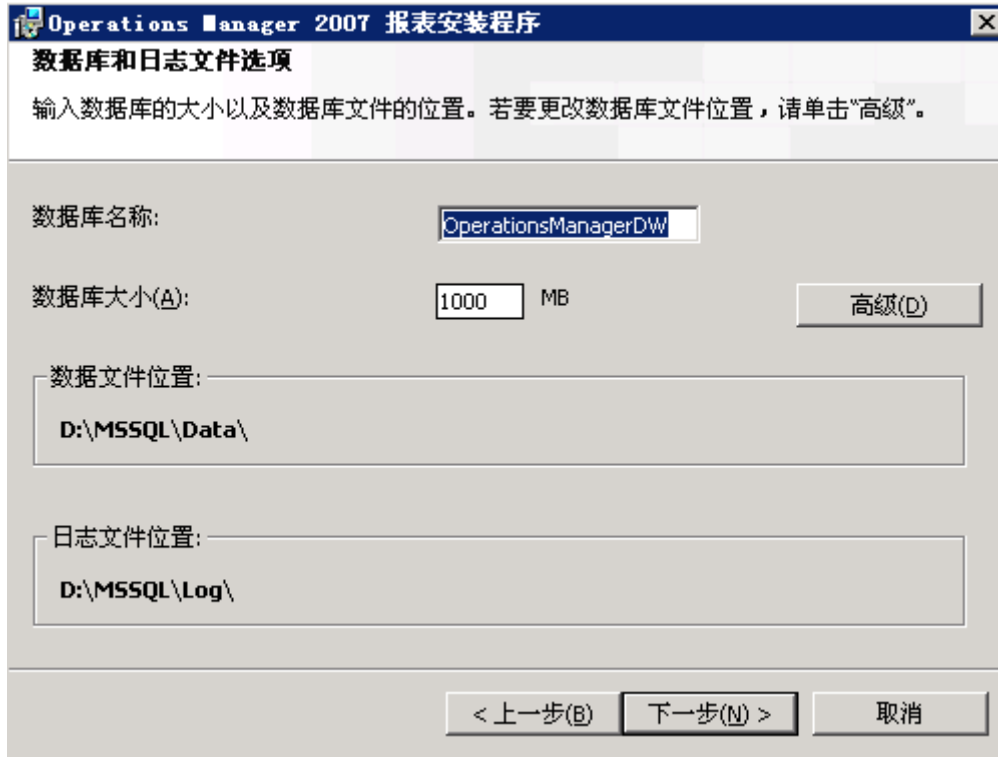 Operations Manager 2007 报表安装程序
数据库和日志文件选项
输入数据库的大小以及数据库文件的位置。若要更改数据库文件位置，请单击“高级”。
数据库名称:
OperationsManagerDW
数据库大小(A):
1000 MB
高级(D)
数据文件位置:
D:\MSSQL\Data\
日志文件位置:
D:\MSSQL\Log\
< 上一步(B) 下一步(N) > 取消